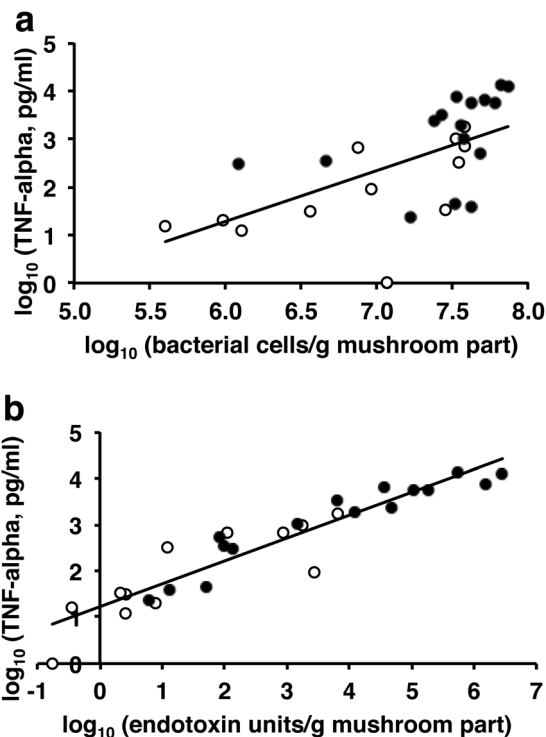 a
log10 (TNF-alpha, pg/ml)
5
4
3
2
1
0
5.0 5.5 6.0 6.5 7.0 7.5 8.0
log10 (bacterial cells/g mushroom part)
b
log10 (TNF-alpha, pg/ml)
5
4
3
2
1
0
-1 0 1 2 3 4 5 6 7
log10 (endotoxin units/g mushroom part)